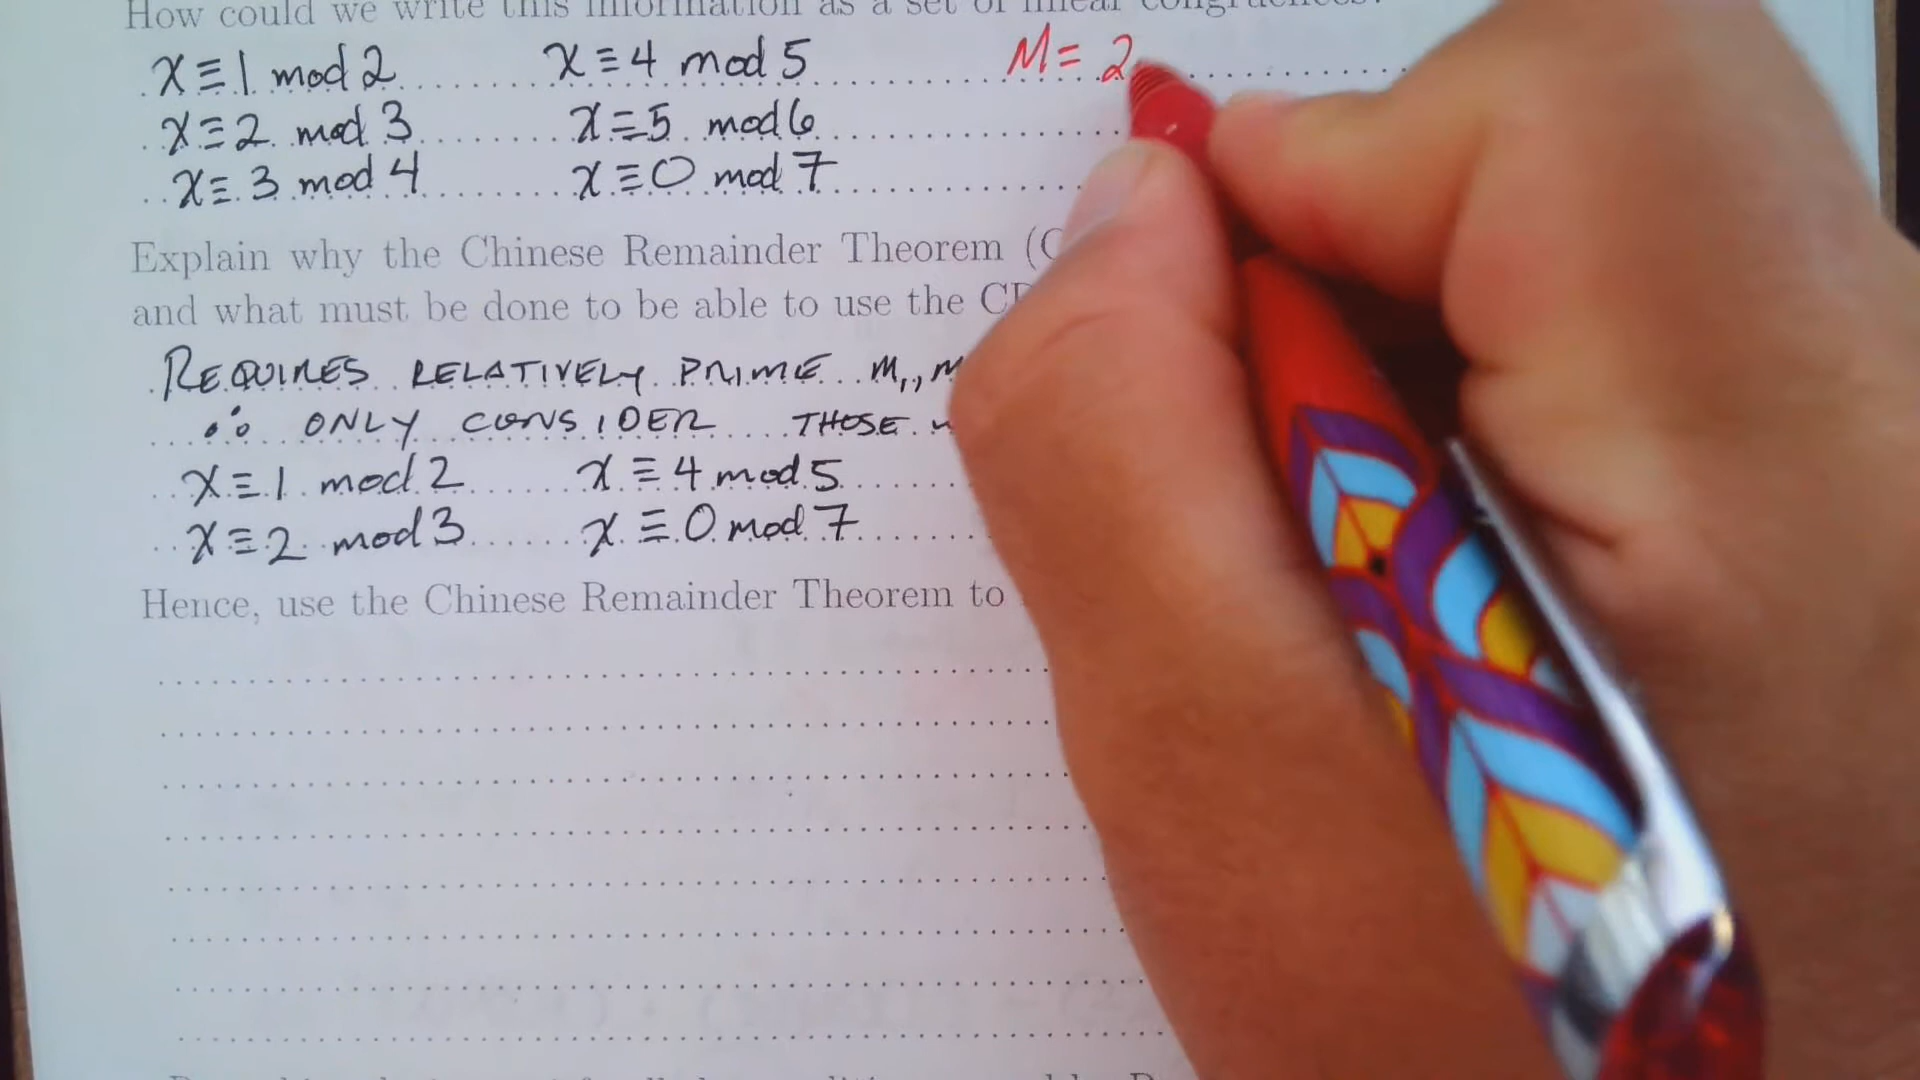 How could we write this information as a set of linear congruences?
x ≡ 1 mod 2 x ≡ 4 mod 5 M = 2
x ≡ 2 mod 3 x ≡ 5 mod 6
x ≡ 3 mod 4 x ≡ 0 mod 7
Explain why the Chinese Remainder Theorem (C
and what must be done to be able to use the
REQUIRES RELATIVELY PRIME m₁,
∴ ONLY CONSIDER THOSE
x ≡ 1 mod 2 x ≡ 4 mod 5
x ≡ 2 mod 3 x ≡ 0 mod 7
Hence, use the Chinese Remainder Theorem to